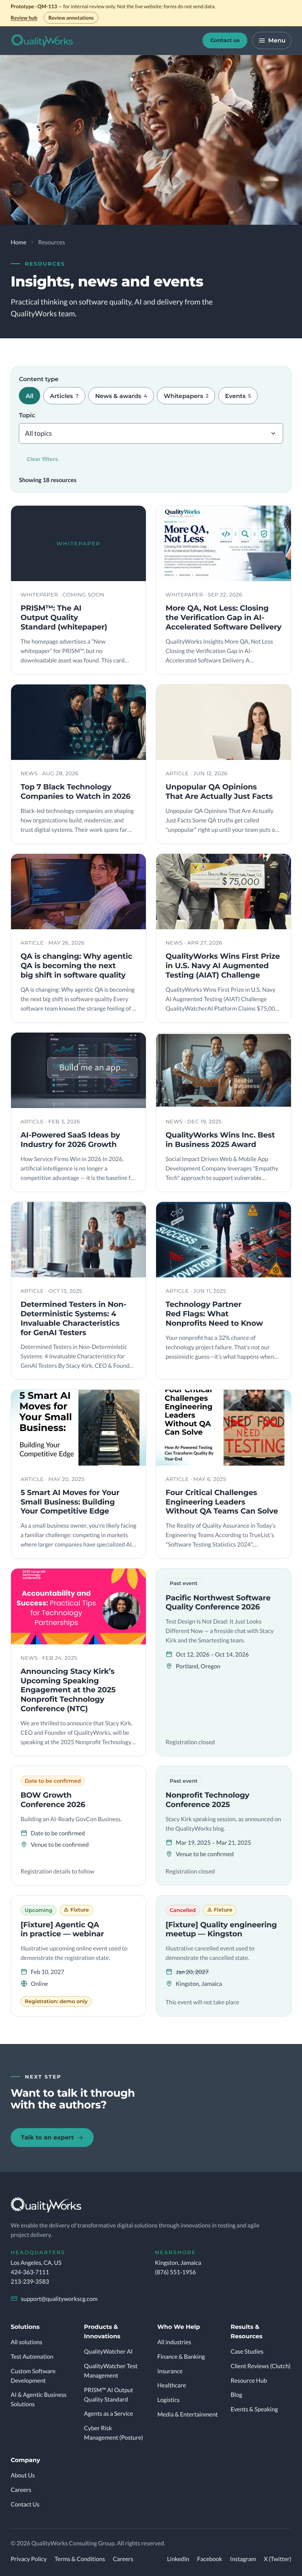 Prototype · QM-113 — for internal review only. Not the live website; forms do not send data.
Review hub
Review annotations
QualityWorks
Contact us
Menu
Home
Resources
RESOURCES
Insights, news and events
Practical thinking on software quality, AI and delivery from the
QualityWorks team.
Content type
All
Articles 7
News & awards 4
Whitepapers 2
Events 5
Topic
All topics
Clear filters
Showing 18 resources
WHITEPAPER
WHITEPAPER · COMING SOON
PRISM™: The AI
Output Quality
Standard (whitepaper)
The homepage advertises a "New
whitepaper" for PRISM™, but no
downloadable asset was found. This card…
QualityWorks
More QA,
Not Less:
WHITEPAPER · SEP 22, 2026
More QA, Not Less: Closing
the Verification Gap in AI-
Accelerated Software Delivery
QualityWorks Insights More QA, Not Less
Closing the Verification Gap in AI-
Accelerated Software Delivery A…
NEWS · AUG 28, 2026
Top 7 Black Technology
Companies to Watch in 2026
Black-led technology companies are shaping
how organizations build, modernize, and
trust digital systems. Their work spans far…
ARTICLE · JUN 12, 2026
Unpopular QA Opinions
That Are Actually Just Facts
Unpopular QA Opinions That Are Actually
Just Facts Some QA truths get called
"unpopular" right up until your team puts o…
ARTICLE · MAY 26, 2026
QA is changing: Why agentic
QA is becoming the next
big shift in software quality
QA is changing: Why agentic QA is becoming
the next big shift in software quality Every
software team knows the strange feeling of …
$ 75,000
NEWS · APR 27, 2026
QualityWorks Wins First Prize
in U.S. Navy AI Augmented
Testing (AIAT) Challenge
QualityWorks Wins First Prize in U.S. Navy
AI Augmented Testing (AIAT) Challenge
QualityWatcherAI Platform Claims $75,00…
Build me an app...
ARTICLE · FEB 3, 2026
AI-Powered SaaS Ideas by
Industry for 2026 Growth
How Service Firms Win in 2026 In 2026,
artificial intelligence is no longer a
competitive advantage — it is the baseline f…
Best in
Business
NEWS · DEC 19, 2025
QualityWorks Wins Inc. Best
in Business 2025 Award
Social Impact Driven Web & Mobile App
Development Company leverages "Empathy
Tech" approach to support vulnerable…
ARTICLE · OCT 13, 2025
Determined Testers in Non-
Deterministic Systems: 4
Invaluable Characteristics
for GenAI Testers
Determined Testers in Non-Deterministic
Systems: 4 Invaluable Characteristics for
GenAI Testers By Stacy Kirk, CEO & Found…
SUCCESS
INNOVATION
ARTICLE · JUN 11, 2025
Technology Partner
Red Flags: What
Nonprofits Need to Know
Your nonprofit has a 32% chance of
technology project failure. That's not our
pessimistic guess—it's what happens when…
5 Smart AI
Moves for
Your Small
Business:
Building Your
Competitive Edge
ARTICLE · MAY 20, 2025
5 Smart AI Moves for Your
Small Business: Building
Your Competitive Edge
As a small business owner, you're likely facing
a familiar challenge: competing in markets
where larger companies have specialized AI…
Four Critical
Challenges
Engineering
Leaders
Without QA
Can Solve
How AI-Powered Testing
Can Transform Quality By
Year-End
NEED
TESTING
ARTICLE · MAY 6, 2025
Four Critical Challenges
Engineering Leaders
Without QA Teams Can Solve
The Reality of Quality Assurance in Today's
Engineering Teams According to TrueList's
"Software Testing Statistics 2024"…
Accountability and
Success: Practical Tips
for Technology
Partnerships
NEWS · FEB 24, 2025
Announcing Stacy Kirk's
Upcoming Speaking
Engagement at the 2025
Nonprofit Technology
Conference (NTC)
We are thrilled to announce that Stacy Kirk,
CEO and Founder of QualityWorks, will be
speaking at the 2025 Nonprofit Technology…
Past event
Pacific Northwest Software
Quality Conference 2026
Test Design Is Not Dead: It Just Looks
Different Now — a fireside chat with Stacy
Kirk and the Smartesting team.
Oct 12, 2026 – Oct 14, 2026
Portland, Oregon
Registration closed
Date to be confirmed
BOW Growth
Conference 2026
Building an AI-Ready GovCon Business.
Date to be confirmed
Venue to be confirmed
Registration details to follow
Past event
Nonprofit Technology
Conference 2025
Stacy Kirk speaking session, as announced on
the QualityWorks blog.
Mar 19, 2025 – Mar 21, 2025
Venue to be confirmed
Registration closed
Upcoming
Fixture
[Fixture] Agentic QA
in practice — webinar
Illustrative upcoming online event used to
demonstrate the registration state.
Feb 10, 2027
Online
Registration: demo only
Cancelled
Fixture
[Fixture] Quality engineering
meetup — Kingston
Illustrative cancelled event used to
demonstrate the cancelled state.
Jan 20, 2027
Kingston, Jamaica
This event will not take place
NEXT STEP
Want to talk it through
with the authors?
Talk to an expert
QualityWorks
We enable the delivery of transformative digital solutions through innovations in testing and agile
project delivery.
HEADQUARTERS
Los Angeles, CA, US
424-363-7111
213-239-3583
NEARSHORE
Kingston, Jamaica
(876) 551-1956
support@qualityworkscg.com
Solutions
All solutions
Test Automation
Custom Software
Development
AI & Agentic Business
Solutions
Products &
Innovations
QualityWatcher AI
QualityWatcher Test
Management
PRISM™ AI Output
Quality Standard
Agents as a Service
Cyber Risk
Management (Posture)
Who We Help
All industries
Finance & Banking
Insurance
Healthcare
Logistics
Media & Entertainment
Results &
Resources
Case Studies
Client Reviews (Clutch)
Resource Hub
Blog
Events & Speaking
Company
About Us
Careers
Contact Us
© 2026 QualityWorks Consulting Group. All rights reserved.
Privacy Policy
Terms & Conditions
Careers
LinkedIn
Facebook
Instagram
X (Twitter)